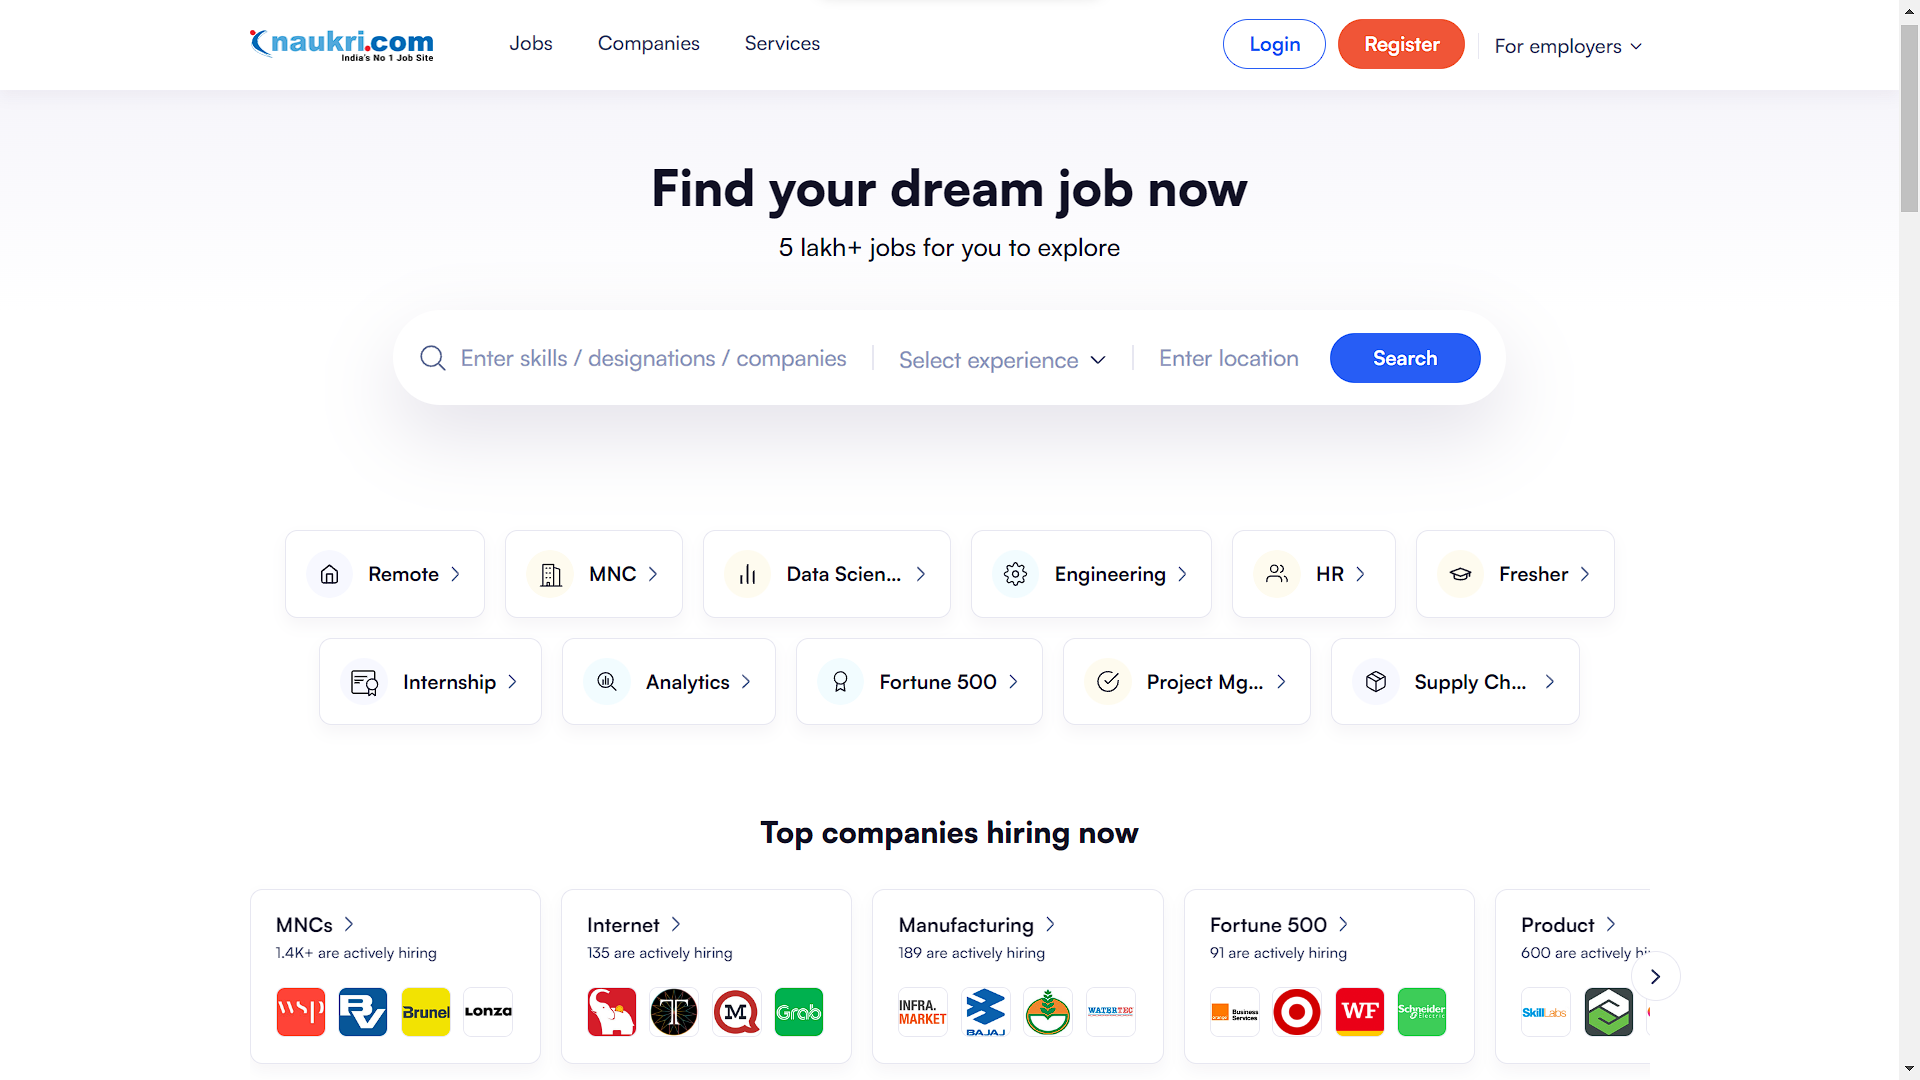 naukri.com
India's No 1 Job Site
Jobs
Companies
Services
Login
Register
For employers
Find your dream job now
5 lakh+ jobs for you to explore
Enter skills / designations / companies
Select experience
Enter location
Search
Remote
MNC
Data Scien...
Engineering
HR
Fresher
Internship
Analytics
Fortune 500
Project Mg...
Supply Ch...
Top companies hiring now
MNCs
1.4K+ are actively hiring
wsp
BV
Brunel
Lonza
Internet
135 are actively hiring
T
M
Grab
Manufacturing
189 are actively hiring
INFRA.
MARKET
BAJAJ
WATERTEC
Fortune 500
91 are actively hiring
orange
Business
Services
WF
Schneider
Electric
Product
600 are actively hi
SkillLabs